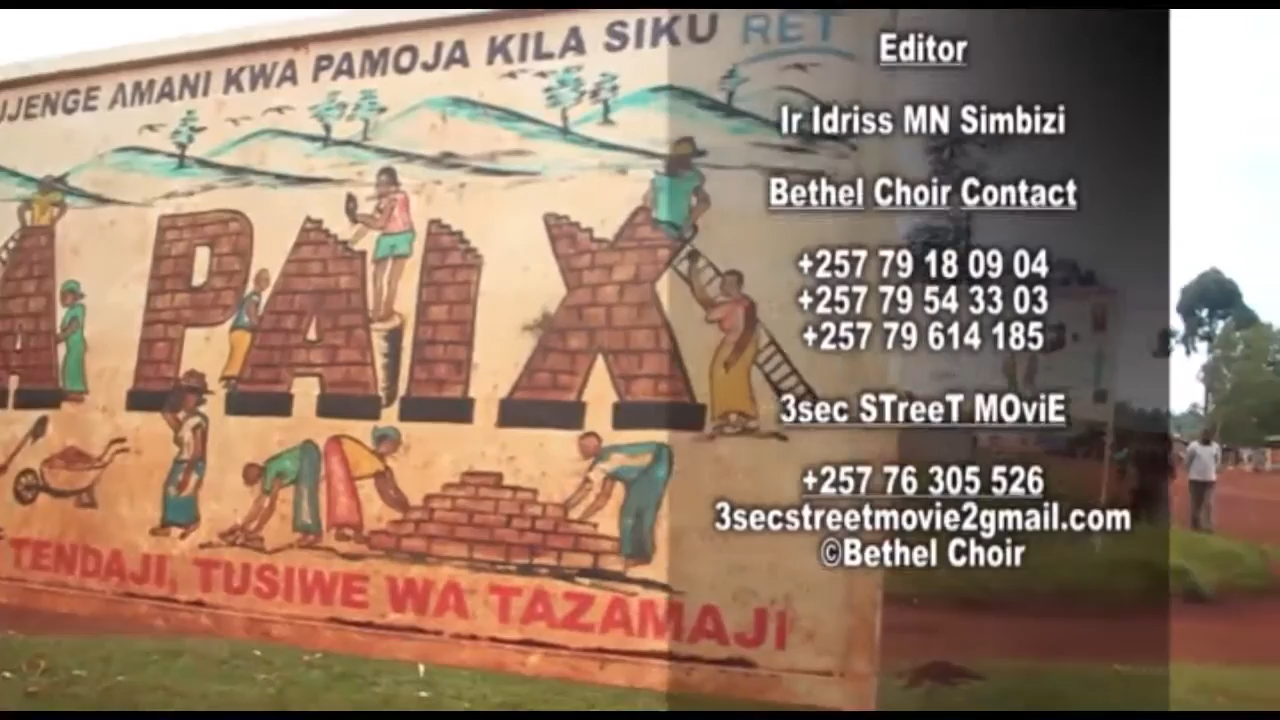 UJENGE AMANI KWA PAMOJA KILA SIKU RET
PAIX
TENDAJI, TUSIWE WA TAZAMAJI
Editor
Ir Idriss MN Simbizi
Bethel Choir Contact
+257 79 18 09 04
+257 79 54 33 03
+257 79 614 185
3sec STreeT MOviE
+257 76 305 526
3secstreetmovie2gmail.com
©Bethel Choir